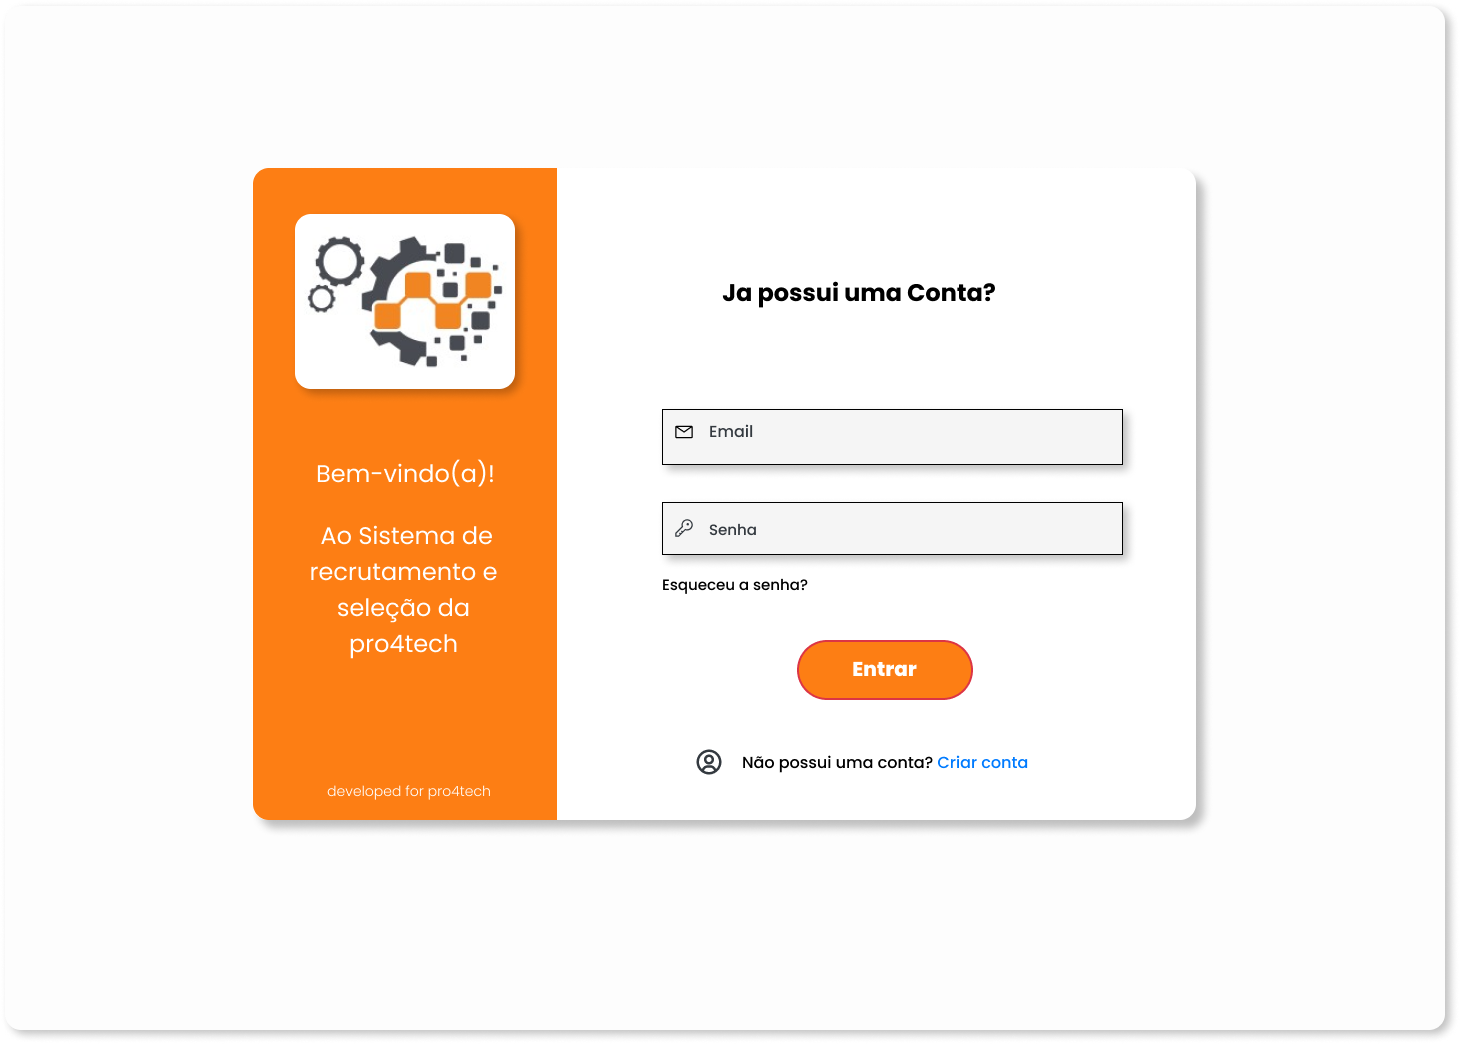 Bem-vindo(a)!
Ao Sistema de
recrutamento e
seleção da
pro4tech
developed for pro4tech
Ja possui uma Conta?
Email
Senha
Esqueceu a senha?
Entrar
Não possui uma conta? Criar conta